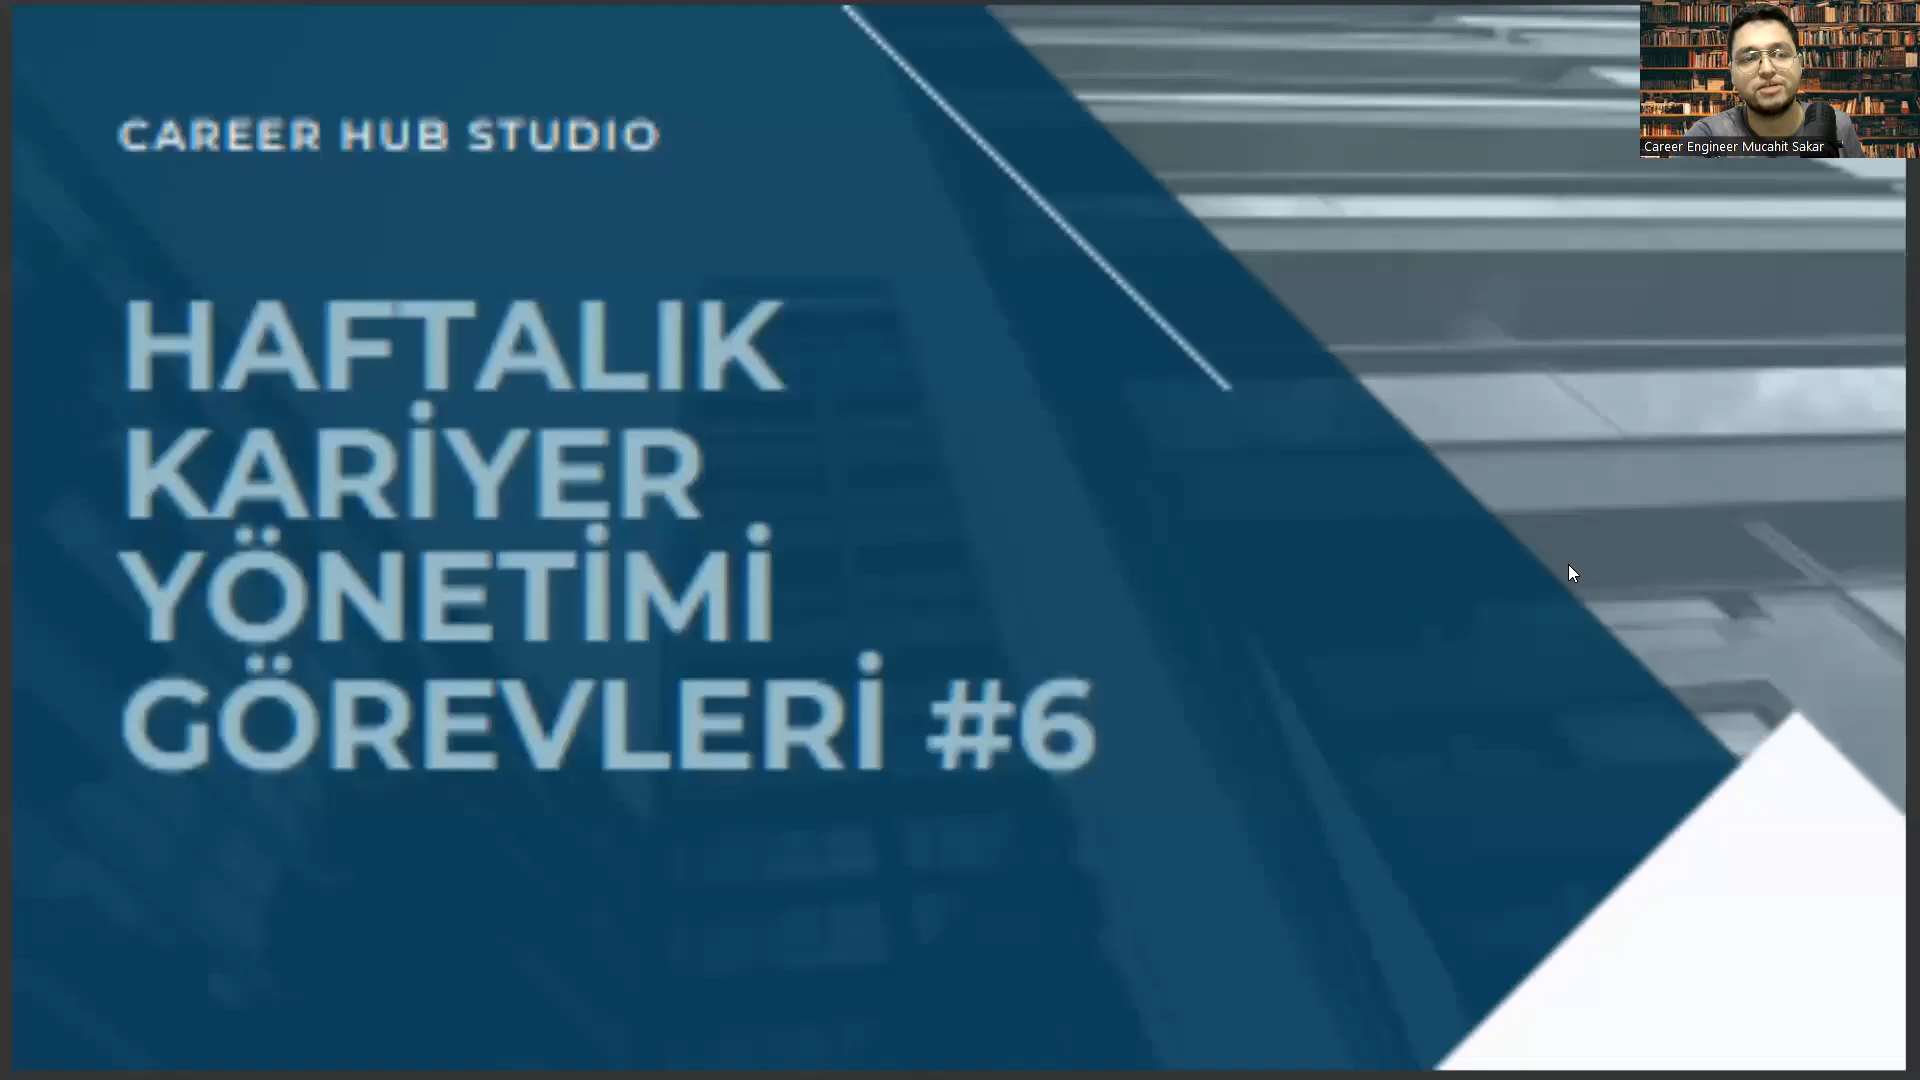 CAREER HUB STUDIO
HAFTALIK
KARİYER
YÖNETİMİ
GÖREVLERİ #6
Career Engineer Mucahit Sakar